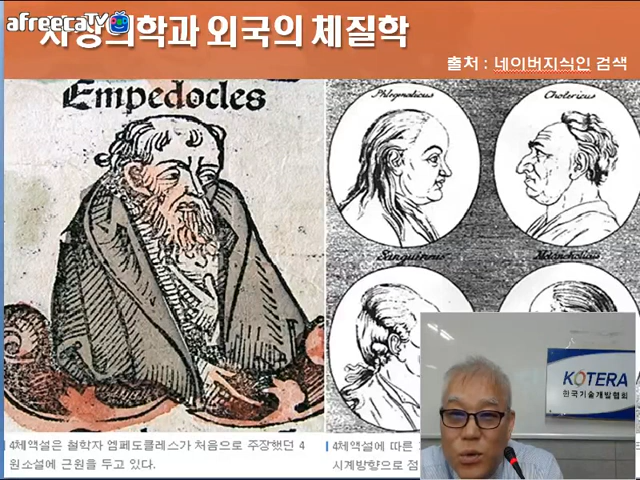 afreecaTV
의학과 외국의 체질학
출처 : 네이버지식인 검색
Empedocles
Phlegmaticus
Cholericus
Sanguineus
Melancholicus
KOTERA
한국기술개발협회
4체액설은 철학자 엠페도클레스가 처음으로 주장했던 4
원소설에 근원을 두고 있다.
4체액설에 따른
시계방향으로 점